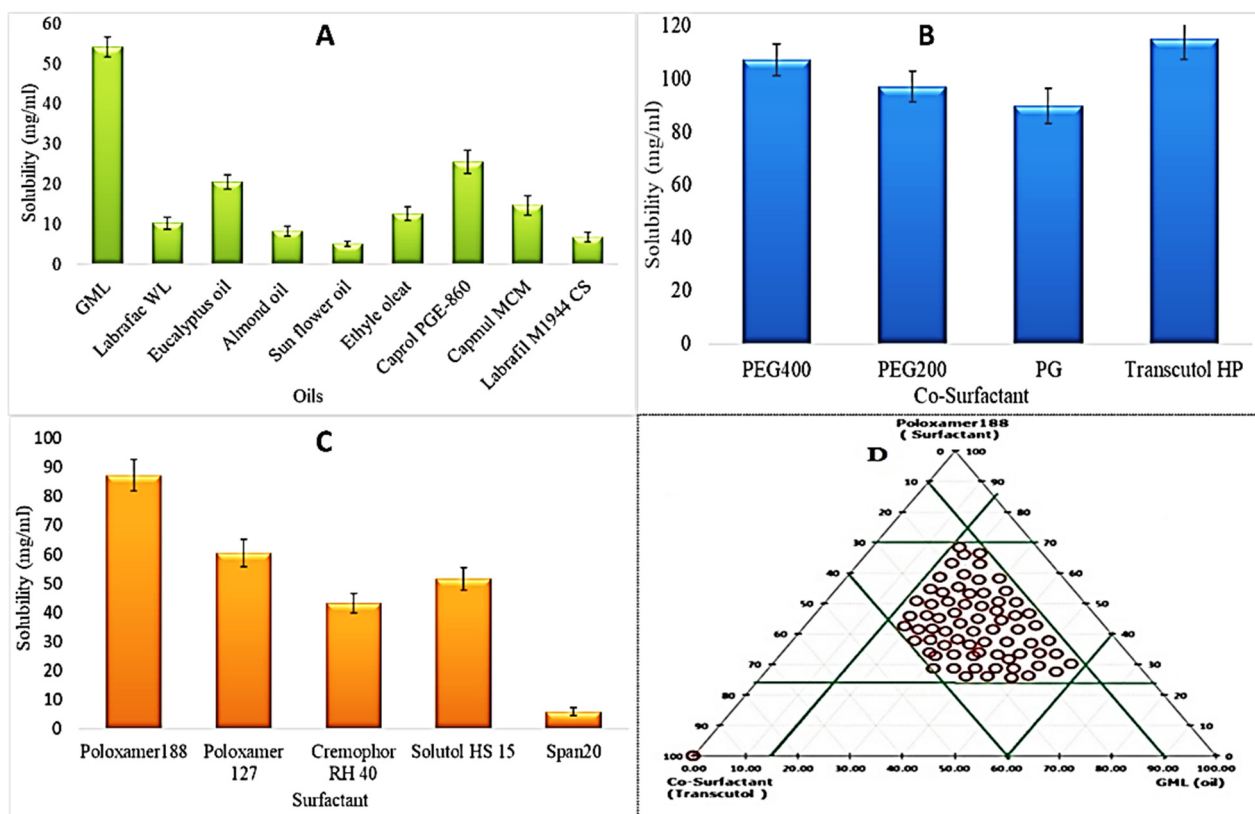 A
Solubility (mg/ml)
60
50
40
30
20
10
0
GML
Labrafac WL
Eucalyptus oil
Almond oil
Sun flower oil
Ethyle oleat
Caprol PGE-860
Capmul MCM
Labrafil M1944 CS
Oils
B
Solubility (mg/ml)
120
100
80
60
40
20
0
PEG400 PEG200 PG Transcutol HP
Co-Surfactant
C
Solubility (mg/ml)
100
90
80
70
60
50
40
30
20
10
0
Poloxamer188 Poloxamer Cremophor Solutol HS 15 Span20
127 RH 40
Surfactant
Poloxamer188
( Surfactant)
D
0 100
10 90
20 80
30 70
40 60
50 50
60 40
70 30
80 20
90 10
100 0
0.00 10.00 20.00 30.00 40.00 50.00 60.00 70.00 80.00 90.00 100.00
Co-Surfactant GML (oil)
(Transcutol )